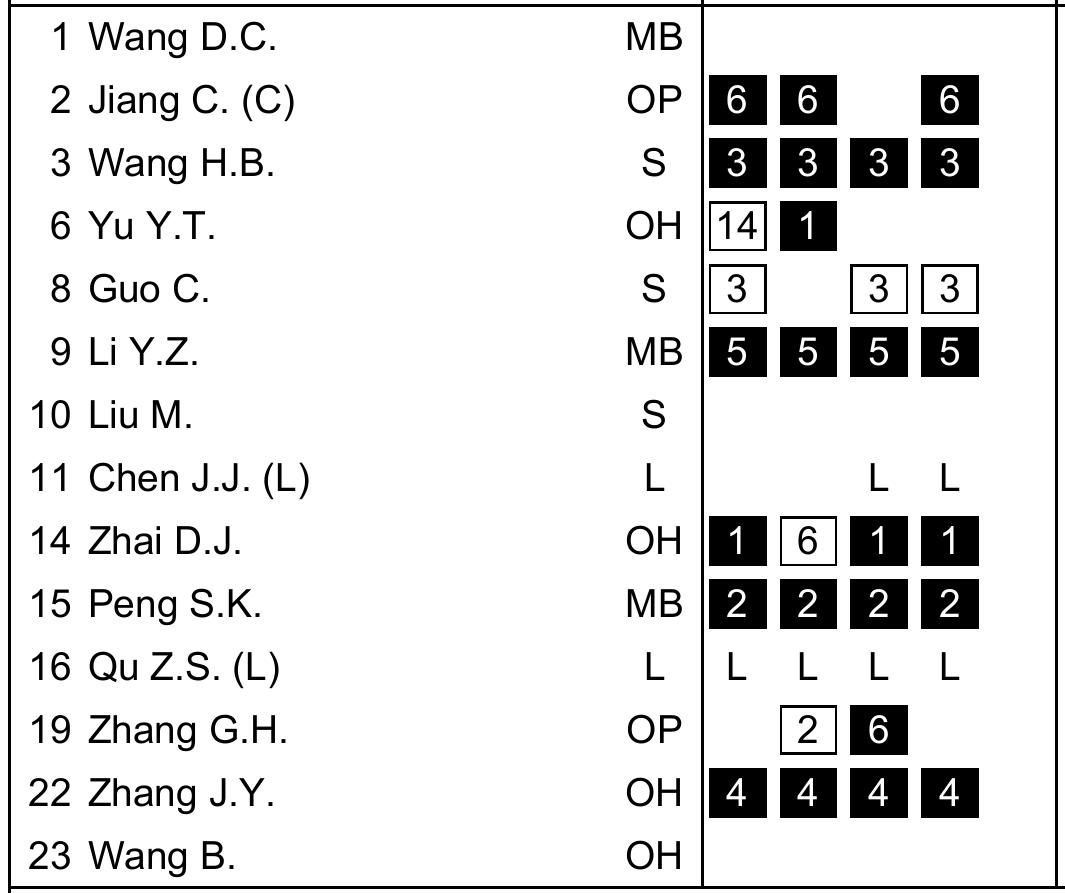 1 Wang D.C. MB
2 Jiang C. (C) OP 6 6 6
3 Wang H.B. S 3 3 3 3
6 Yu Y.T. OH 14 1
8 Guo C. S 3 3 3
9 Li Y.Z. MB 5 5 5 5
10 Liu M. S
11 Chen J.J. (L) L L L
14 Zhai D.J. OH 1 6 1 1
15 Peng S.K. MB 2 2 2 2
16 Qu Z.S. (L) L L L L L
19 Zhang G.H. OP 2 6
22 Zhang J.Y. OH 4 4 4 4
23 Wang B. OH